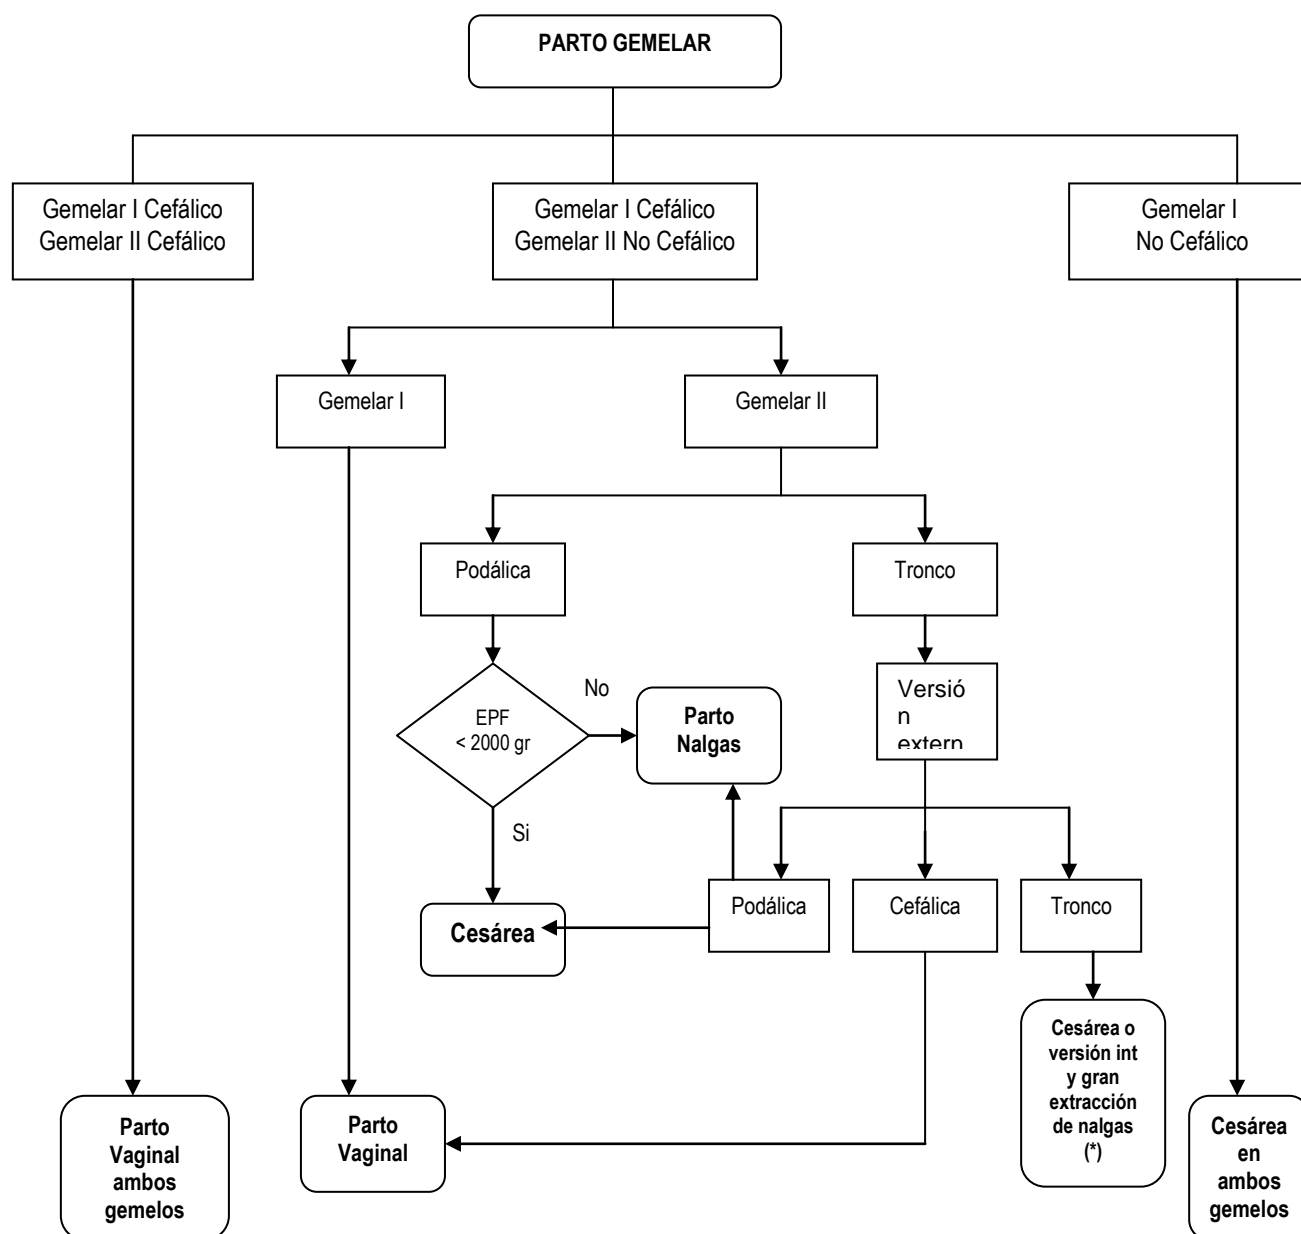 PARTO GEMELAR
Gemelar I Cefálico
Gemelar II Cefálico
Gemelar I Cefálico
Gemelar II No Cefálico
Gemelar I
No Cefálico
Gemelar I
Gemelar II
Podálica
Tronco
EPF
< 2000 gr
No
Si
Parto
Nalgas
Versió
n
extern
Cesárea
Podálica
Cefálica
Tronco
Cesárea o
versión int
y gran
extracción
de nalgas
(*)
Parto
Vaginal
ambos
gemelos
Parto
Vaginal
Cesárea
en
ambos
gemelos